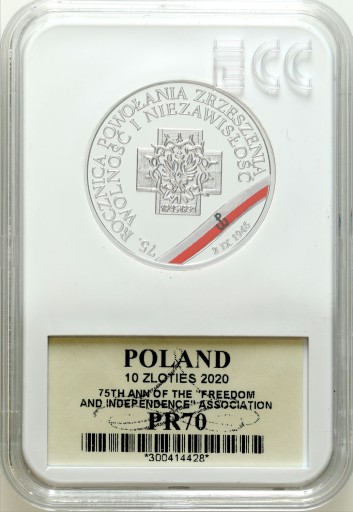 ECC
75. ROCZNICA POWOŁANIA ZRZESZENIA
WOLNOŚĆ I NIEZAWISŁOŚĆ
2 IX 1945
POLAND
10 ZLOTIES 2020
75TH ANN OF THE "FREEDOM
AND INDEPENDENCE" ASSOCIATION
PR70
*300414428*